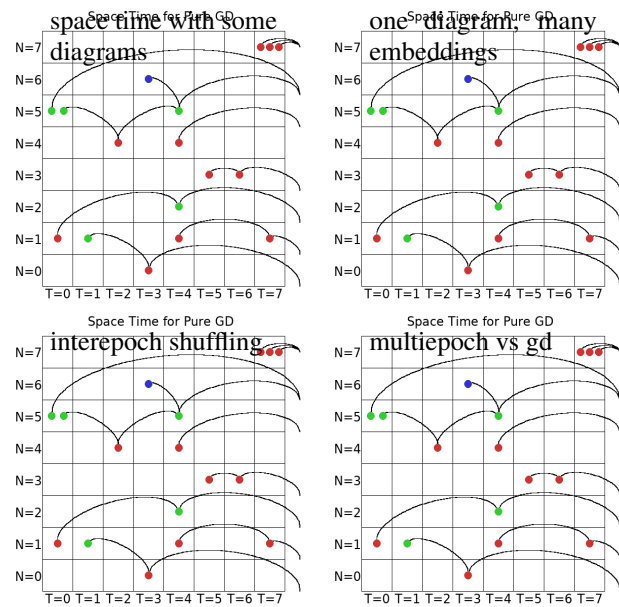 Space Time for Pure GD
space time with some
diagrams
N=7
N=6
N=5
N=4
N=3
N=2
N=1
N=0
T=0 T=1 T=2 T=3 T=4 T=5 T=6 T=7
Space Time for Pure GD
one diagram, many
embeddings
N=7
N=6
N=5
N=4
N=3
N=2
N=1
N=0
T=0 T=1 T=2 T=3 T=4 T=5 T=6 T=7
Space Time for Pure GD
interepoch shuffling
N=7
N=6
N=5
N=4
N=3
N=2
N=1
N=0
T=0 T=1 T=2 T=3 T=4 T=5 T=6 T=7
Space Time for Pure GD
multiepoch vs gd
N=7
N=6
N=5
N=4
N=3
N=2
N=1
N=0
T=0 T=1 T=2 T=3 T=4 T=5 T=6 T=7